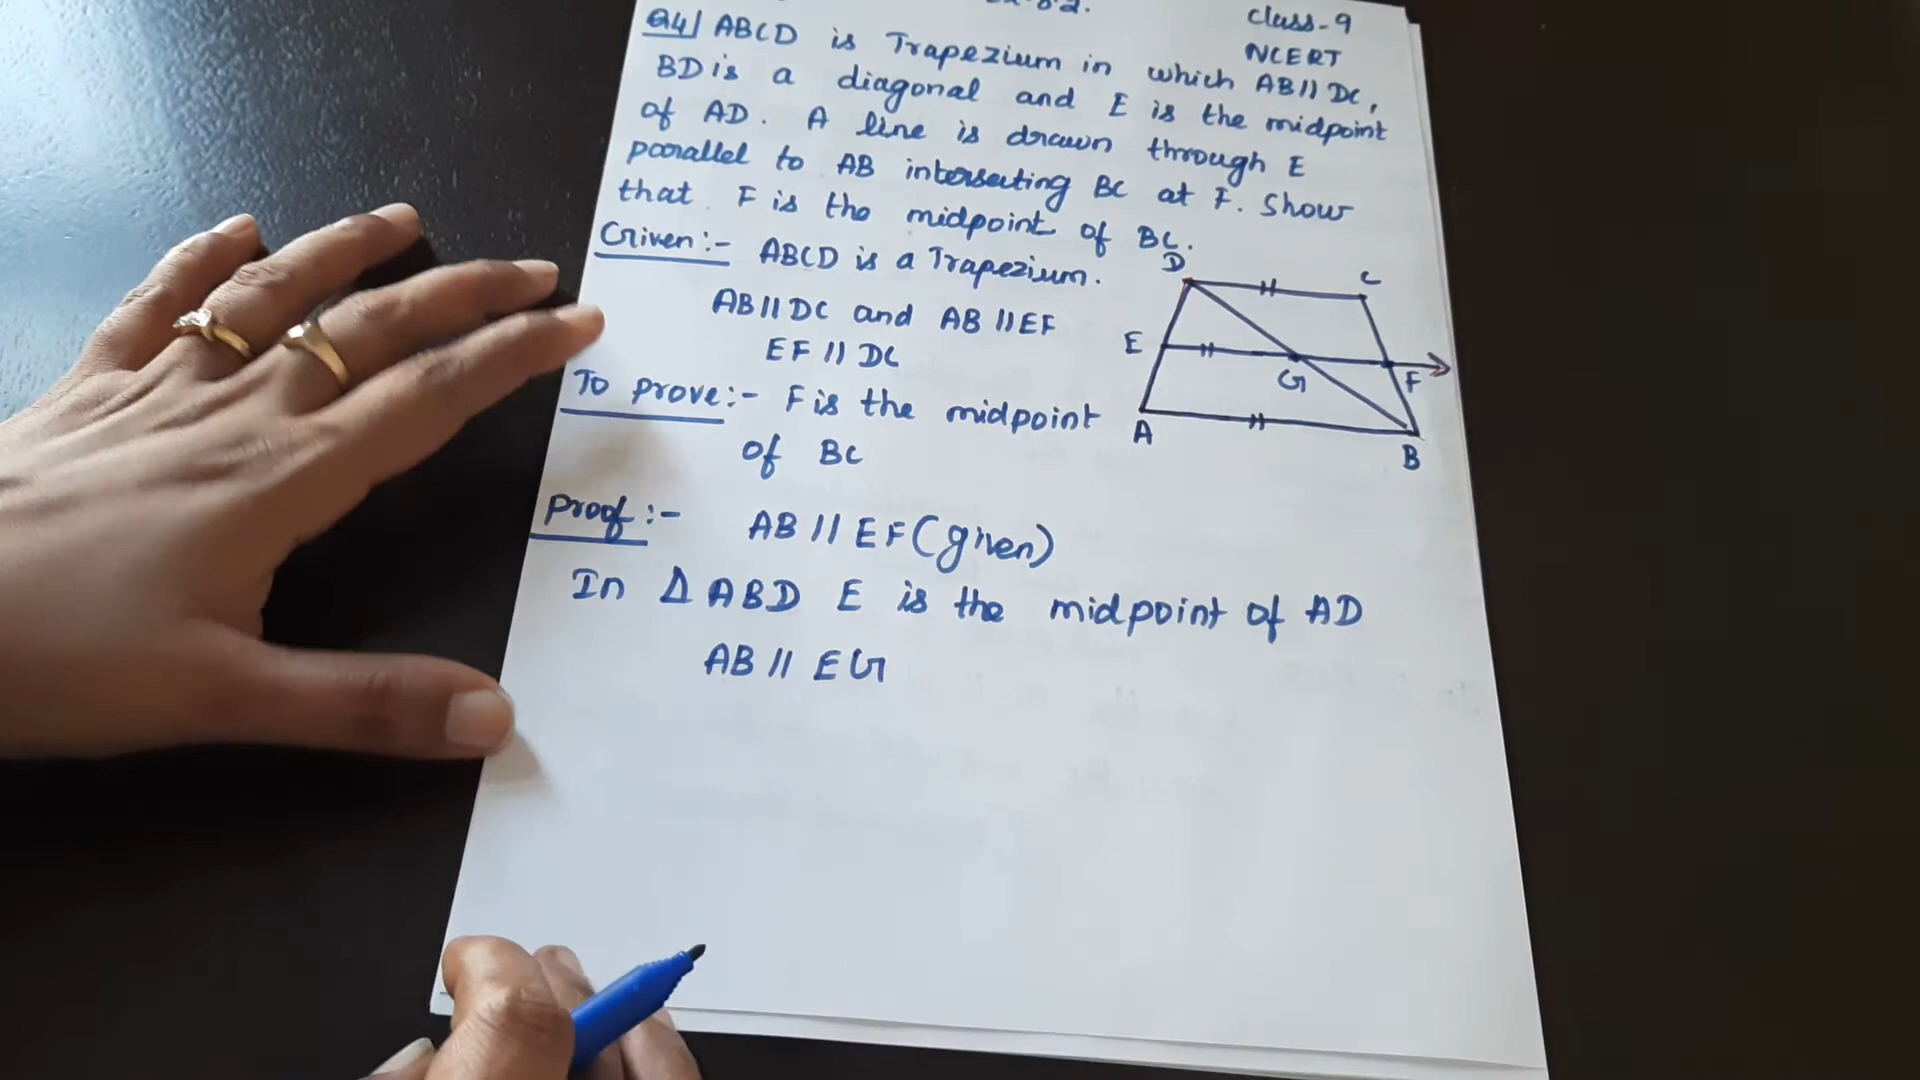 Class-9
NCERT
Q4/ ABCD is Trapezium in which AB || DC,
BD is a diagonal and E is the midpoint
of AD. A line is drawn through E
parallel to AB intersecting BC at F. Show
that F is the midpoint of BC.
Given:- ABCD is a Trapezium.
AB || DC and AB || EF
EF || DC
To prove:- F is the midpoint
of BC
D C
E G F
A B
Proof:- AB || EF (given)
In Δ ABD E is the midpoint of AD
AB || EG